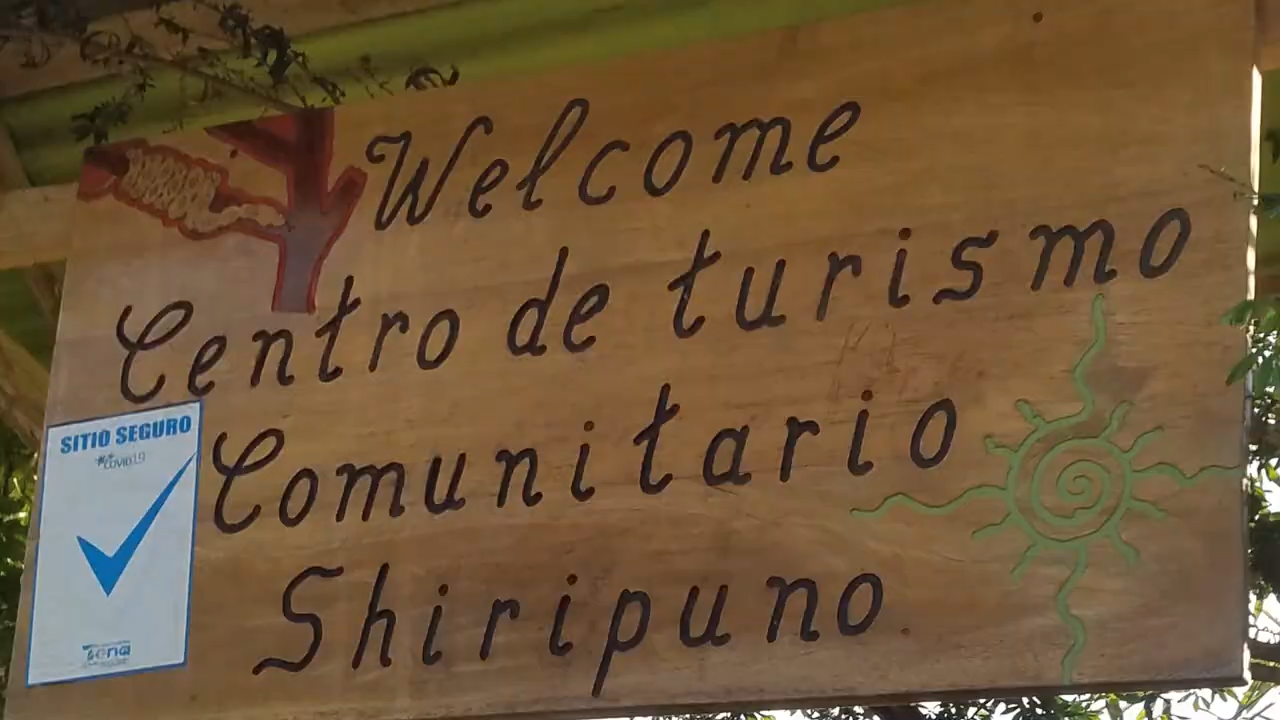 Welcome
Centro de turismo
Comunitario
Shiripuno
SITIO SEGURO
COVID19
Tena